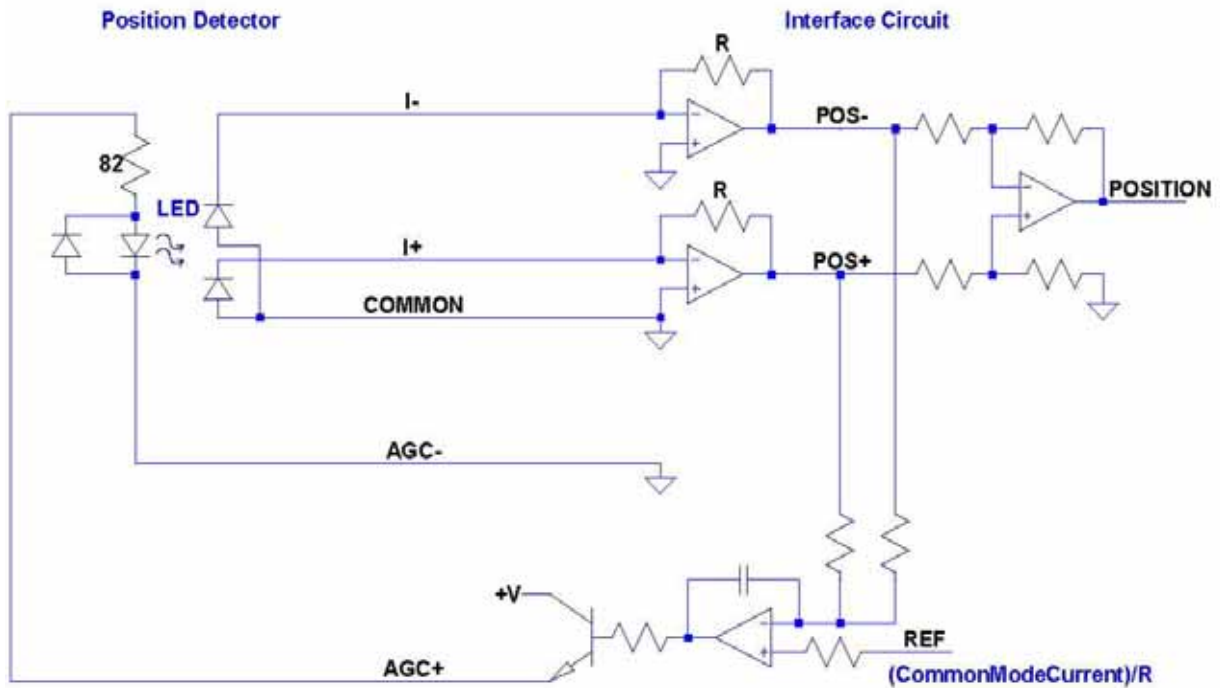 Position Detector
Interface Circuit
R
I-
POS-
82
LED
R
POSITION
I+
POS+
COMMON
AGC-
+V
REF
AGC+
(CommonModeCurrent)/R